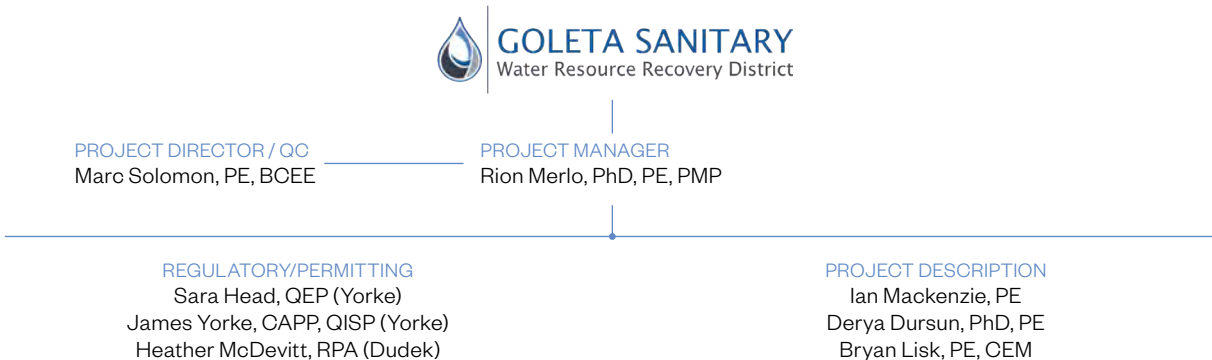 GOLETA SANITARY
Water Resource Recovery District
PROJECT DIRECTOR / QC
Marc Solomon, PE, BCEE
PROJECT MANAGER
Rion Merlo, PhD, PE, PMP
REGULATORY/PERMITTING
Sara Head, QEP (Yorke)
James Yorke, CAPP, QISP (Yorke)
Heather McDevitt, RPA (Dudek)
PROJECT DESCRIPTION
Ian Mackenzie, PE
Derya Dursun, PhD, PE
Bryan Lisk, PE, CEM